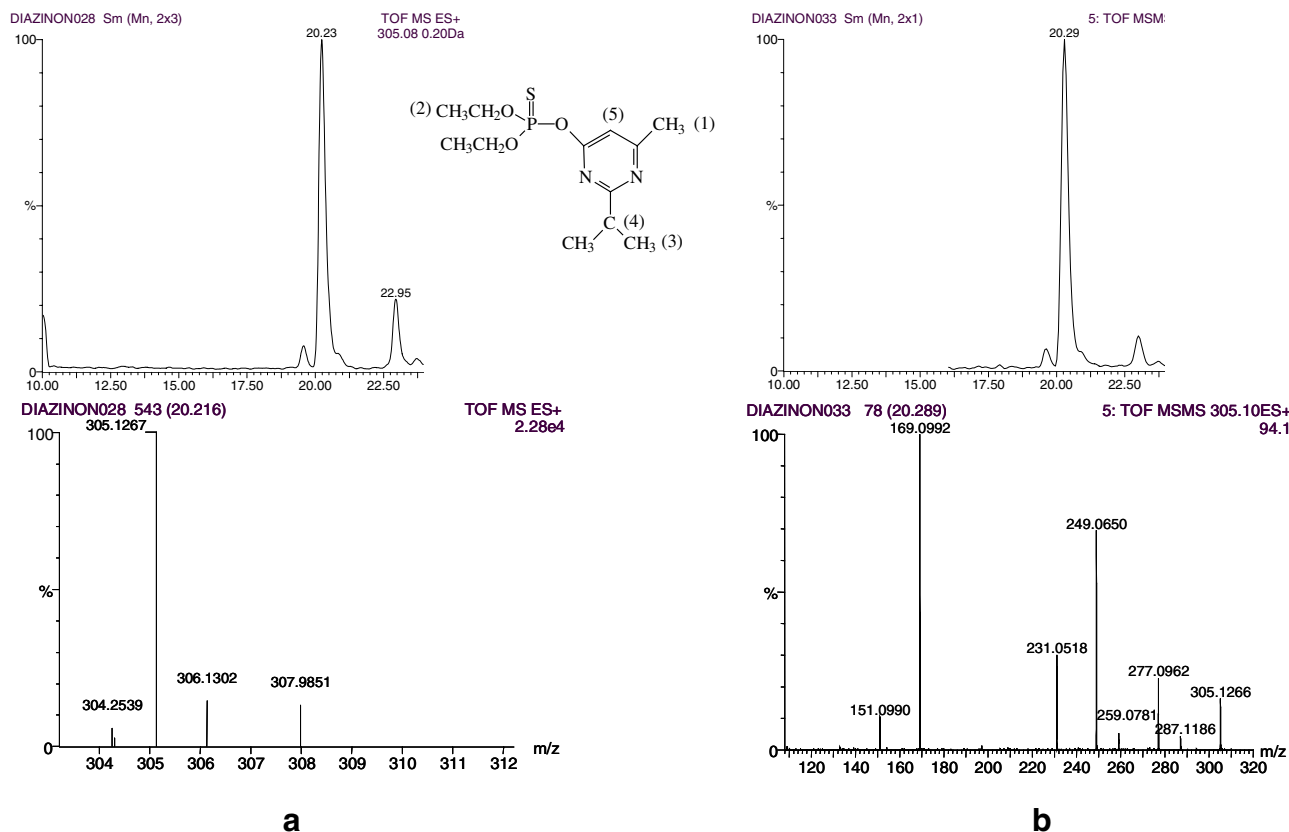 DIAZINON028 Sm (Mn, 2x3)
TOF MS ES+
305.08 0.20Da
100
20.23
%
22.95
0
10.00 12.50 15.00 17.50 20.00 22.50
S
(2) CH3CH2O
P O
(5)
CH3 (1)
CH3CH2O
N N
C (4)
CH3 CH3 (3)
DIAZINON033 Sm (Mn, 2x1)
5: TOF MSM
100
20.29
%
0
10.00 12.50 15.00 17.50 20.00 22.50
DIAZINON028 543 (20.216)
TOF MS ES+
2.28e4
100
305.1267
%
306.1302
307.9851
304.2539
0
304 305 306 307 308 309 310 311 312 m/z
a
DIAZINON033 78 (20.289)
5: TOF MSMS 305.10ES+
94.1
100
169.0992
249.0650
%
231.0518
277.0962
305.1266
151.0990
259.0781
287.1186
0
120 140 160 180 200 220 240 260 280 300 320 m/z
b